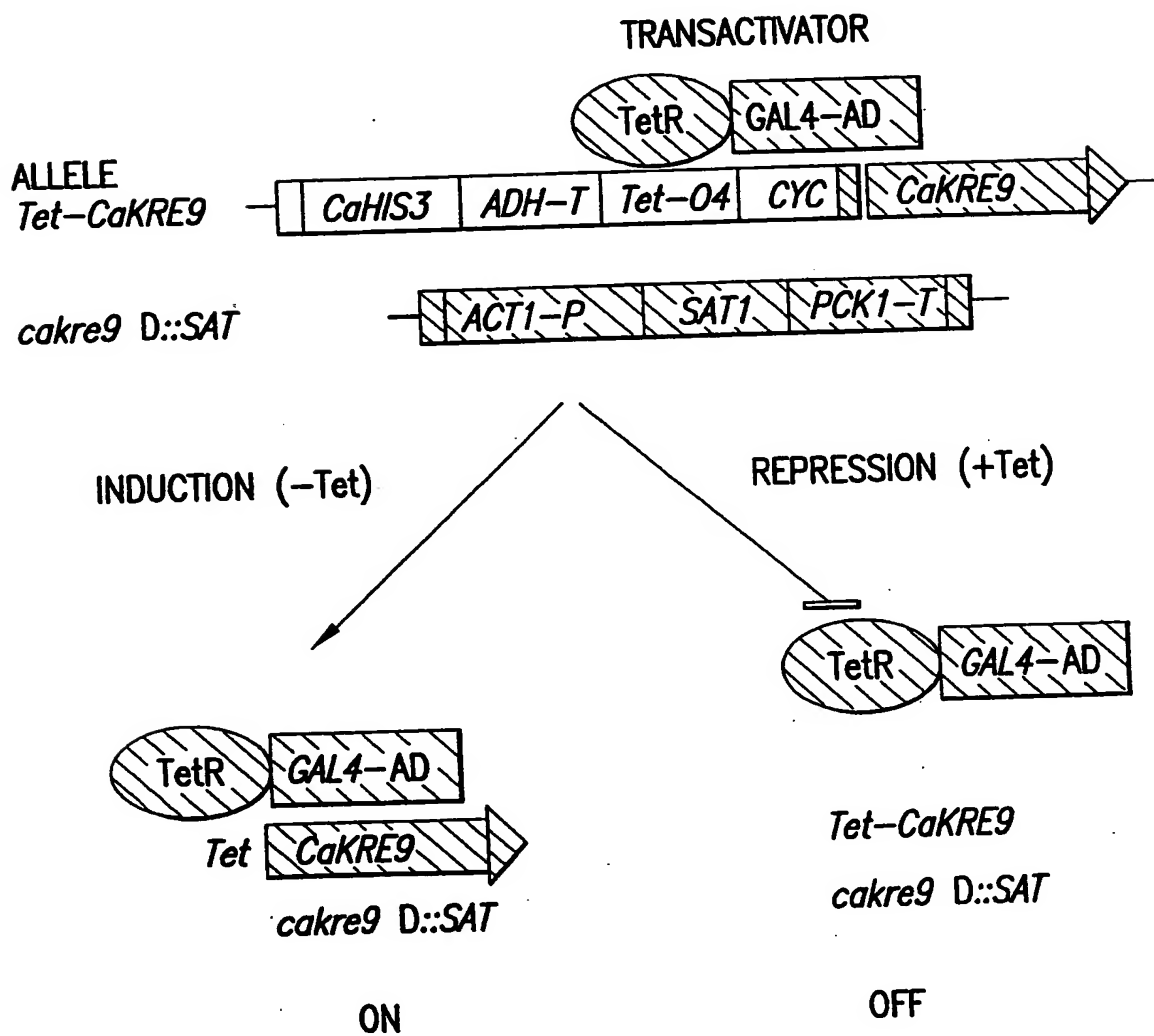 TRANSACTIVATOR
TetR GAL4-AD
ALLELE
Tet-CaKRE9
CaHIS3 ADH-T Tet-O4 CYC CaKRE9
cakre9 D::SAT
ACT1-P SAT1 PCK1-T
INDUCTION (-Tet)
REPRESSION (+Tet)
TetR GAL4-AD
TetR GAL4-AD
Tet CaKRE9
cakre9 D::SAT
Tet-CaKRE9
cakre9 D::SAT
ON
OFF